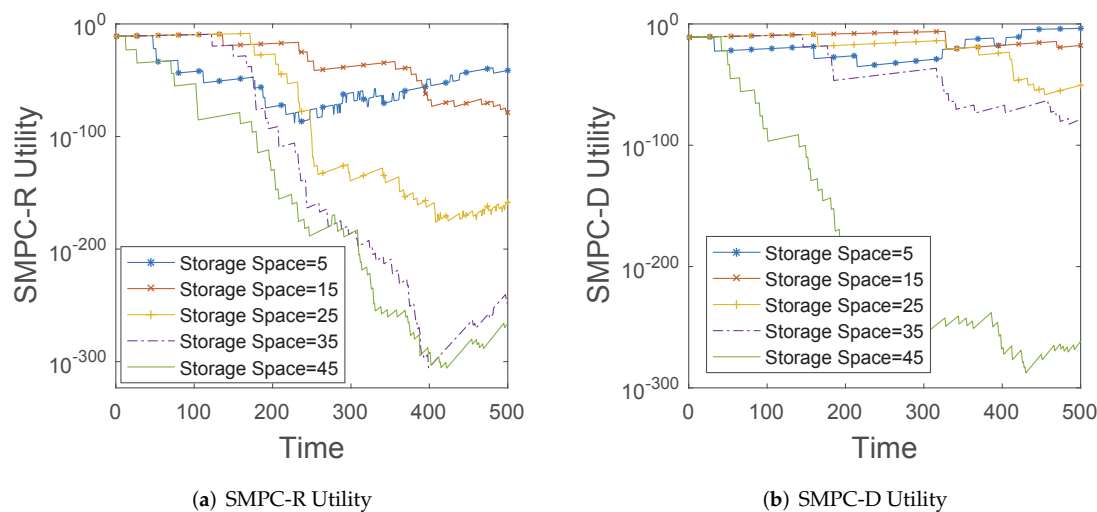 SMPC-R Utility
10^0
10^-100
10^-200
10^-300
0 100 200 300 400 500
Time
Storage Space=5
Storage Space=15
Storage Space=25
Storage Space=35
Storage Space=45
(a) SMPC-R Utility
SMPC-D Utility
10^0
10^-100
10^-200
10^-300
0 100 200 300 400 500
Time
Storage Space=5
Storage Space=15
Storage Space=25
Storage Space=35
Storage Space=45
(b) SMPC-D Utility